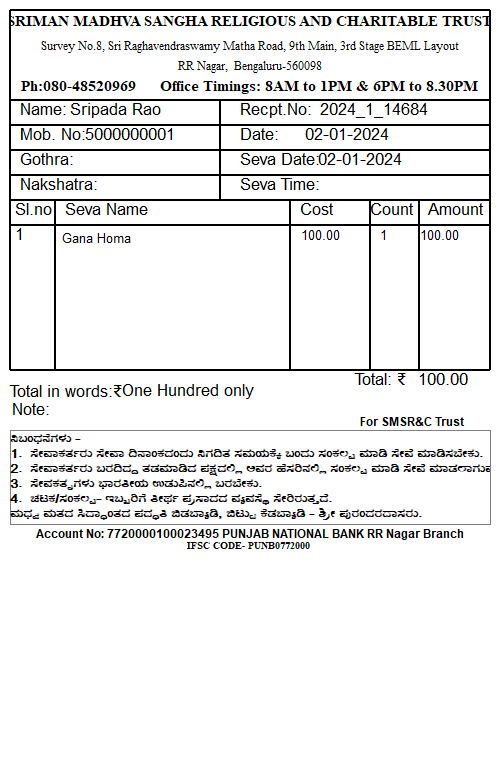 SRIMAN MADHVA SANGHA RELIGIOUS AND CHARITABLE TRUST
Survey No.8, Sri Raghavendraswamy Matha Road, 9th Main, 3rd Stage BEML Layout
RR Nagar, Bengaluru-560098
Ph:080-48520969 Office Timings: 8AM to 1PM & 6PM to 8.30PM
Name: Sripada Rao Recpt.No: 2024_1_14684
Mob. No:5000000001 Date: 02-01-2024
Gothra: Seva Date:02-01-2024
Nakshatra: Seva Time:
Sl.no Seva Name Cost Count Amount
1 Gana Homa 100.00 1 100.00
Total: ₹ 100.00
Total in words:₹One Hundred only
Note:
For SMSR&C Trust
ನಿಬಂಧನೆಗಳು –
1. ಸೇವಾಕರ್ತರು ಸೇವಾ ದಿನಾಂಕದಂದು ನಿಗದಿತ ಸಮಯಕ್ಕೆ ಬಂದು ಸಂಕಲ್ಪ ಮಾಡಿ ಸೇವೆ ಮಾಡಿಸಬೇಕು.
2. ಸೇವಾಕರ್ತರು ಬರದಿದ್ದ ತಡಮಾಡಿದ ಪಕ್ಷದಲ್ಲಿ ಅವರ ಹೆಸರಿನಲ್ಲಿ ಸಂಕಲ್ಪ ಮಾಡಿ ಸೇವೆ ಮಾಡಲಾಗುವ
3. ಸೇವಕತೃಗಳು ಭಾರತೀಯ ಉಡುಪಿನಲ್ಲಿ ಬರಬೇಕು.
4. ಚಟಕ/ಸಂಕಲ್ಪ– ಇಬ್ಬರಿಗೆ ತೀರ್ಥ ಪ್ರಸಾದದ ವ್ಯವಸ್ಥೆ ಸೇರಿರುತ್ತದೆ.
ಮಧ್ವ ಮತದ ಸಿದ್ಧಾಂತದ ಪದ್ಧತಿ ಬಿಡಬ್ಯಾಡಿ, ಬಿಟ್ಟು ಕೆಡಬ್ಯಾಡಿ – ಶ್ರೀ ಪುರಂದರದಾಸರು.
Account No: 7720000100023495 PUNJAB NATIONAL BANK RR Nagar Branch
IFSC CODE- PUNB0772000